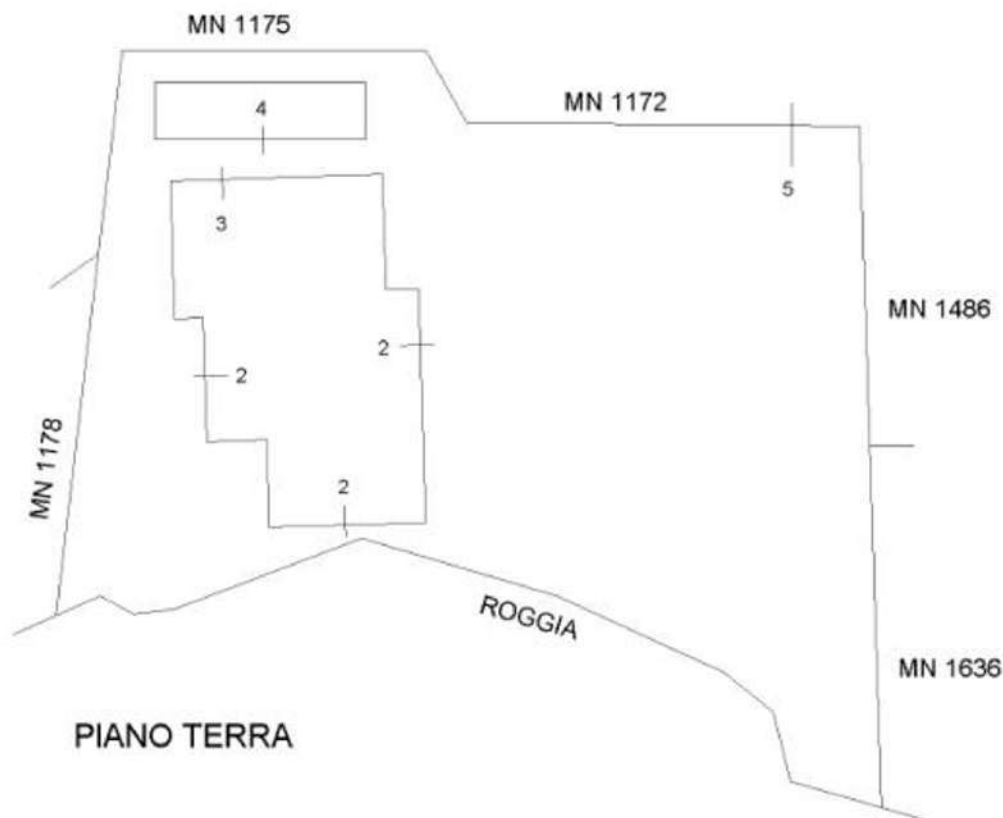 MN 1175
MN 1172
4
5
3
MN 1486
2
2
MN 1178
2
ROGGIA
MN 1636
PIANO TERRA